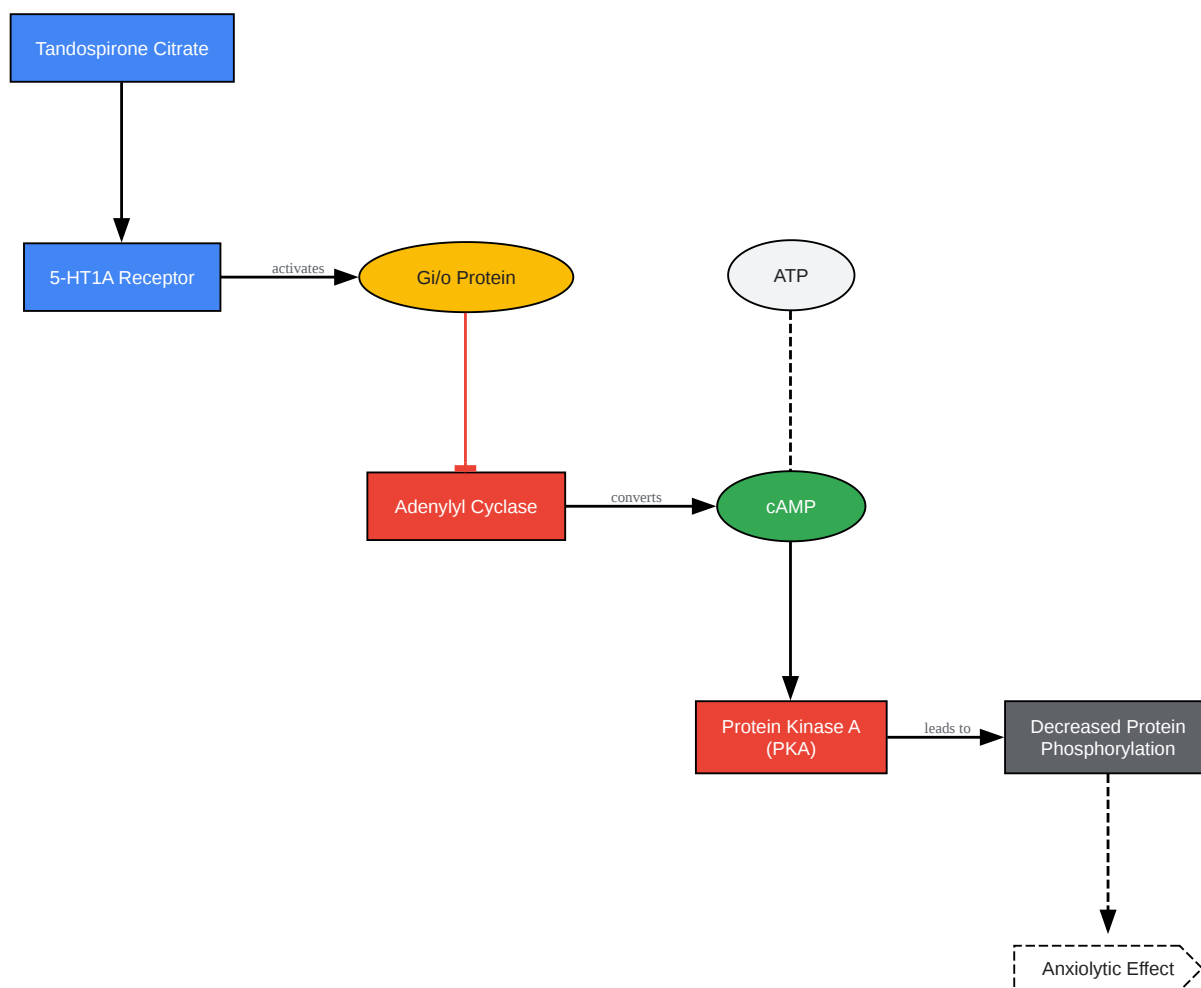 Tandospirone Citrate
5-HT1A Receptor
activates
Gi/o Protein
ATP
Adenylyl Cyclase
converts
cAMP
Protein Kinase A
(PKA)
leads to
Decreased Protein
Phosphorylation
Anxiolytic Effect